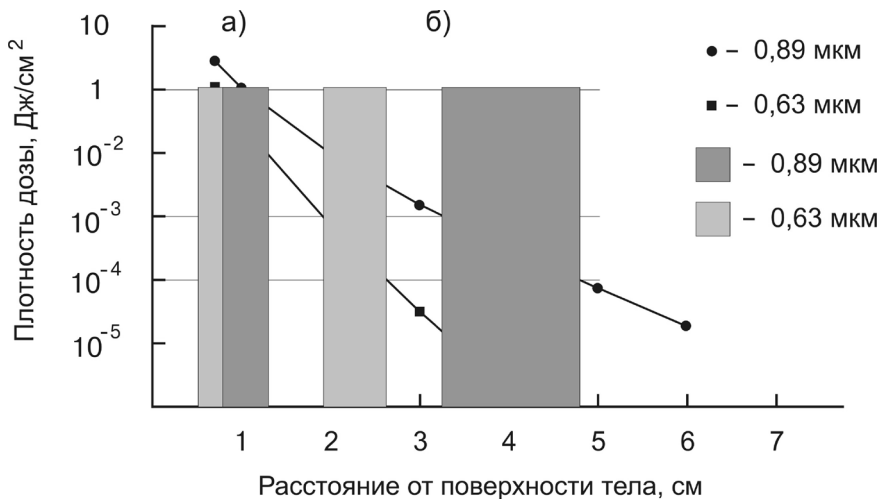 а)
б)
10
1
10-2
10-3
10-4
10-5
Плотность дозы, Дж/см2
1
2
3
4
5
6
7
Расстояние от поверхности тела, см
– 0,89 мкм
– 0,63 мкм
– 0,89 мкм
– 0,63 мкм